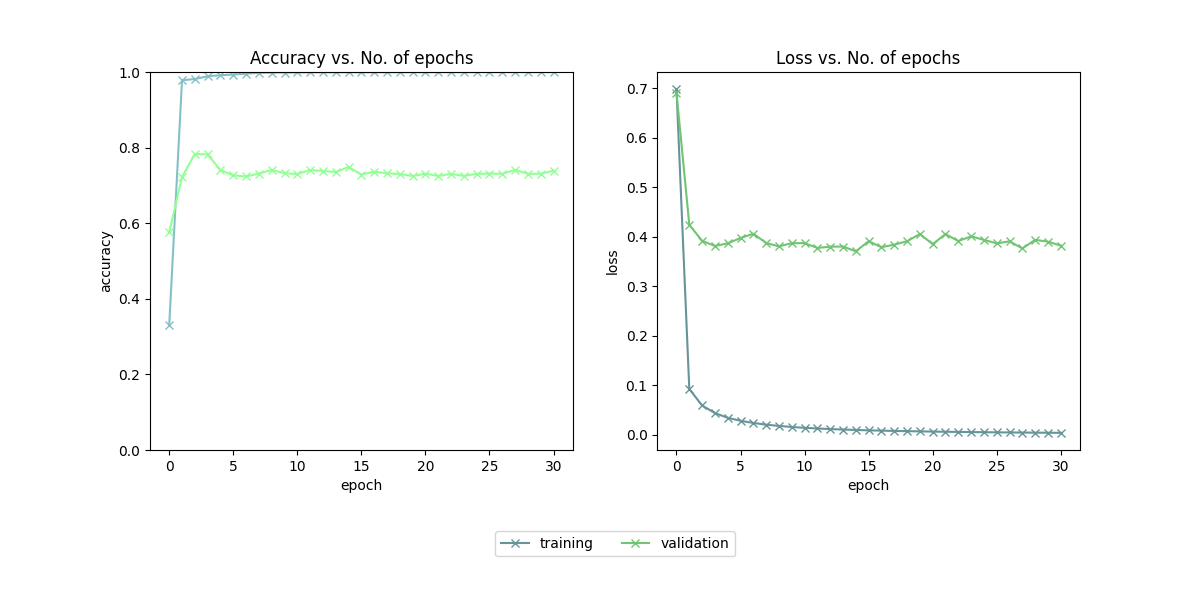 Accuracy vs. No. of epochs
1.0
0.8
0.6
0.4
0.2
0.0
accuracy
0 5 10 15 20 25 30
epoch
Loss vs. No. of epochs
0.7
0.6
0.5
0.4
0.3
0.2
0.1
0.0
loss
0 5 10 15 20 25 30
epoch
training validation